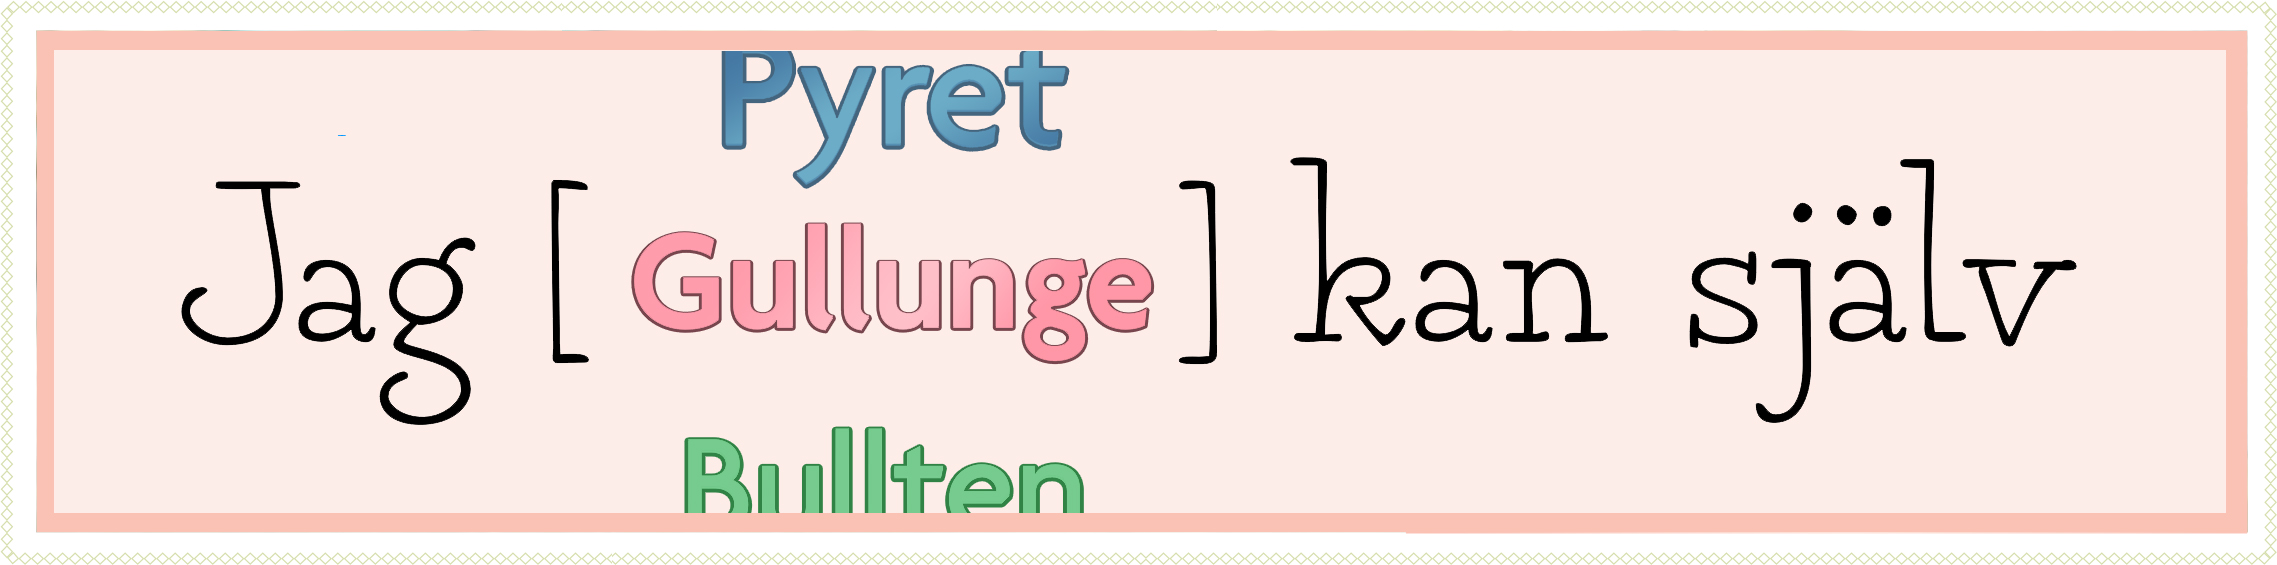 Pyret
Jag [ Gullunge ] kan själv
Bullten